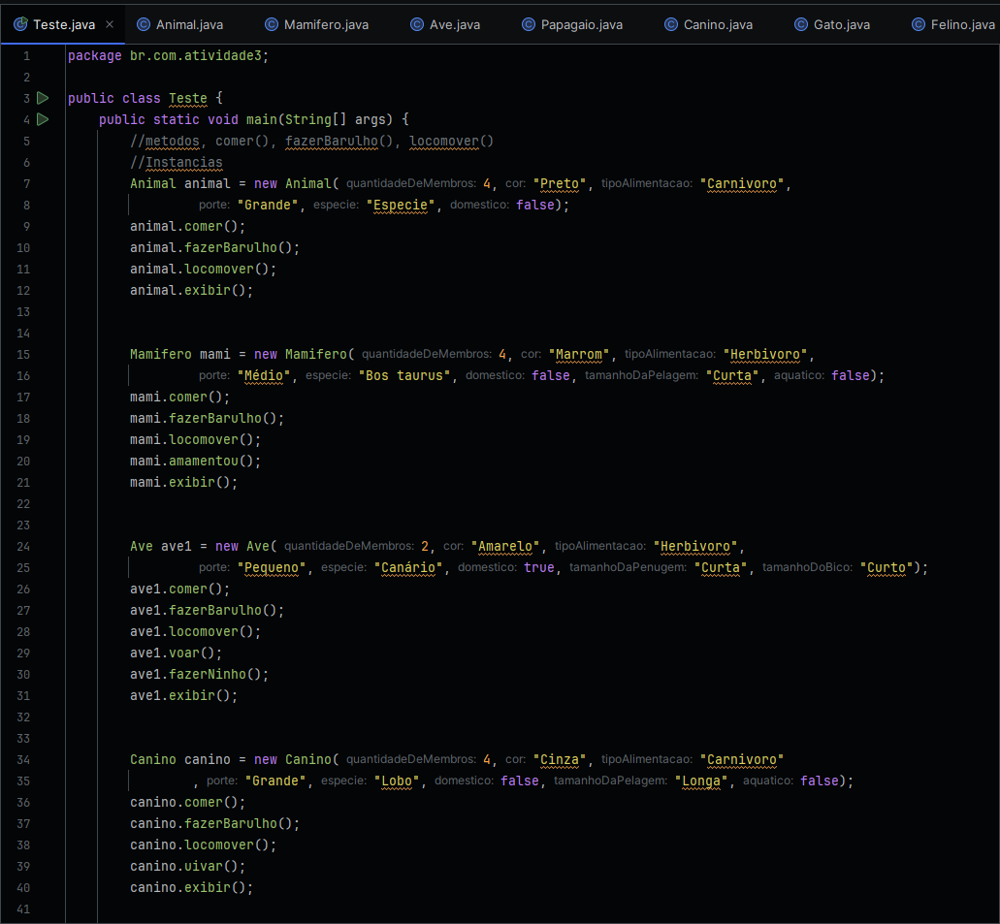 Teste.java × Animal.java Mamifero.java Ave.java Papagaio.java Canino.java Gato.java Felino.java
1 package br.com.atividade3;
2
3 public class Teste {
4 public static void main(String[] args) {
5 //metodos, comer(), fazerBarulho(), locomover()
6 //Instancias
7 Animal animal = new Animal( quantidadeDeMembros: 4, cor: "Preto", tipoAlimentacao: "Carnivoro",
8 porte: "Grande", especie: "Especie", domestico: false);
9 animal.comer();
10 animal.fazerBarulho();
11 animal.locomover();
12 animal.exibir();
13
14
15 Mamifero mami = new Mamifero( quantidadeDeMembros: 4, cor: "Marrom", tipoAlimentacao: "Herbivoro",
16 porte: "Médio", especie: "Bos taurus", domestico: false, tamanhoDaPelagem: "Curta", aquatico: false);
17 mami.comer();
18 mami.fazerBarulho();
19 mami.locomover();
20 mami.amamentou();
21 mami.exibir();
22
23
24 Ave ave1 = new Ave( quantidadeDeMembros: 2, cor: "Amarelo", tipoAlimentacao: "Herbivoro",
25 porte: "Pequeno", especie: "Canário", domestico: true, tamanhoDaPenugem: "Curta", tamanhoDoBico: "Curto");
26 ave1.comer();
27 ave1.fazerBarulho();
28 ave1.locomover();
29 ave1.voar();
30 ave1.fazerNinho();
31 ave1.exibir();
32
33
34 Canino canino = new Canino( quantidadeDeMembros: 4, cor: "Cinza", tipoAlimentacao: "Carnivoro"
35 , porte: "Grande", especie: "Lobo", domestico: false, tamanhoDaPelagem: "Longa", aquatico: false);
36 canino.comer();
37 canino.fazerBarulho();
38 canino.locomover();
39 canino.uivar();
40 canino.exibir();
41